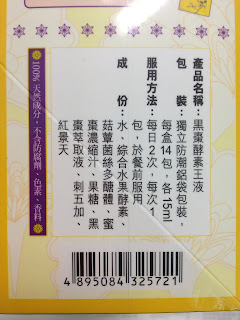 產品名稱：黑棗酵素王液
包　　裝：獨立防潮鋁袋包裝，
每盒14包，各15ml
服用方法：每日2次，每次1
包，於餐前服用
成　　份：水、綜合水果酵素、
菇蕈菌絲多醣體、蜜
棗濃縮汁、果糖、黑
棗萃取液、刺五加、
紅景天
100% 天然成分，不含防腐劑、色素、香料
4 895084 325721